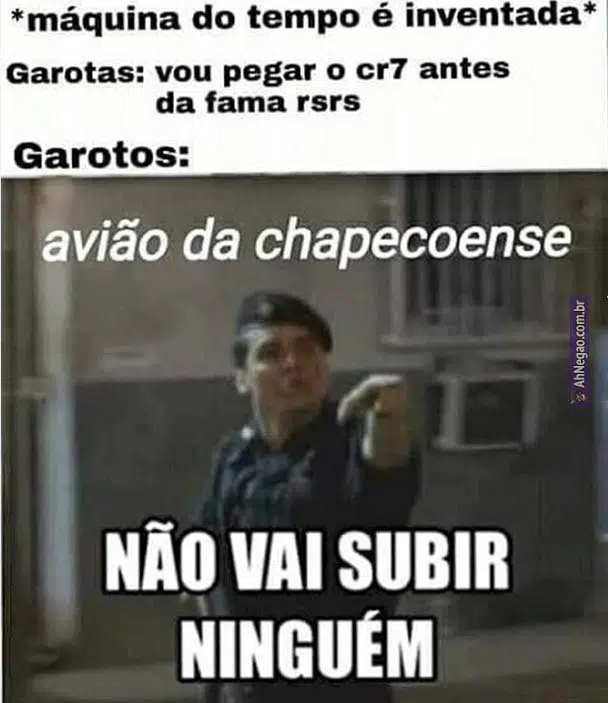 *máquina do tempo é inventada*
Garotas: vou pegar o cr7 antes
da fama rsrs
Garotos:
avião da chapecoense
AhNegao.com.br
NÃO VAI SUBIR
NINGUÉM